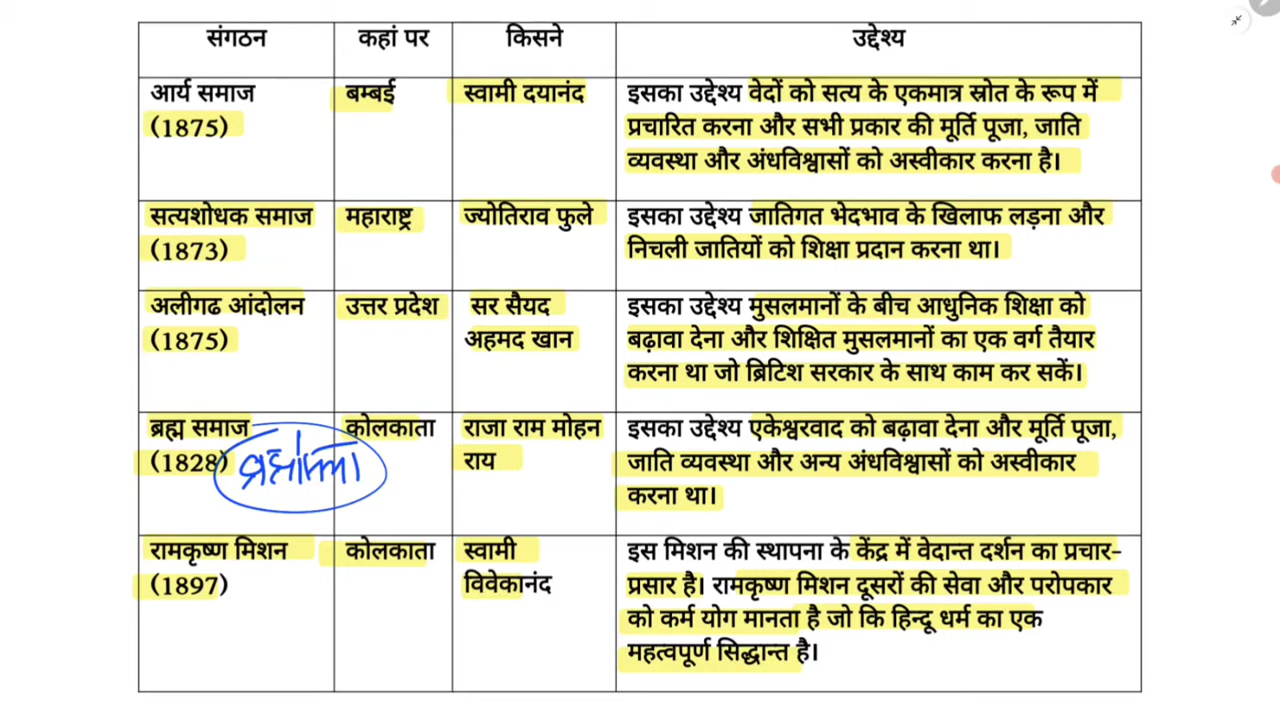 संगठन कहां पर किसने उद्देश्य
आर्य समाज बम्बई स्वामी दयानंद इसका उद्देश्य वेदों को सत्य के एकमात्र स्रोत के रूप में
(1875) प्रचारित करना और सभी प्रकार की मूर्ति पूजा, जाति
व्यवस्था और अंधविश्वासों को अस्वीकार करना है।
सत्यशोधक समाज महाराष्ट्र ज्योतिराव फुले इसका उद्देश्य जातिगत भेदभाव के खिलाफ लड़ना और
(1873) निचली जातियों को शिक्षा प्रदान करना था।
अलीगढ आंदोलन उत्तर प्रदेश सर सैयद इसका उद्देश्य मुसलमानों के बीच आधुनिक शिक्षा को
(1875) अहमद खान बढ़ावा देना और शिक्षित मुसलमानों का एक वर्ग तैयार
करना था जो ब्रिटिश सरकार के साथ काम कर सकें।
ब्रह्म समाज कोलकाता राजा राम मोहन इसका उद्देश्य एकेश्वरवाद को बढ़ावा देना और मूर्ति पूजा,
(1828) राय जाति व्यवस्था और अन्य अंधविश्वासों को अस्वीकार
करना था।
रामकृष्ण मिशन कोलकाता स्वामी इस मिशन की स्थापना के केंद्र में वेदान्त दर्शन का प्रचार-
(1897) विवेकानंद प्रसार है। रामकृष्ण मिशन दूसरों की सेवा और परोपकार
को कर्म योग मानता है जो कि हिन्दू धर्म का एक
महत्वपूर्ण सिद्धान्त है।